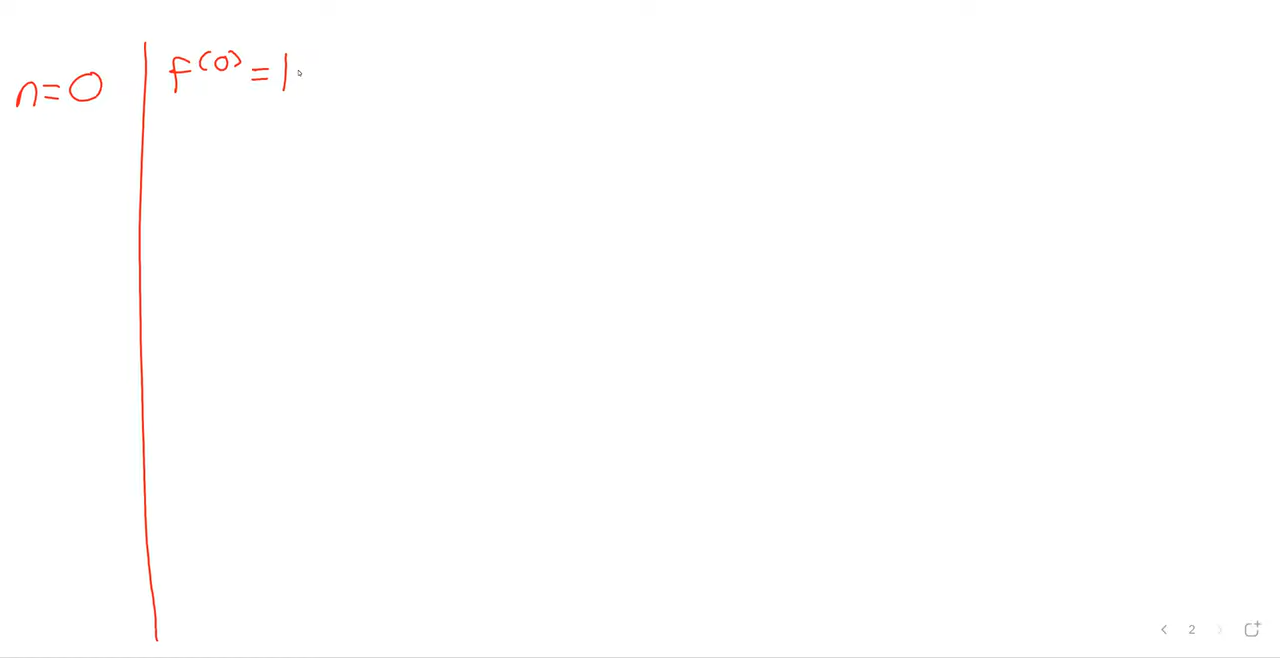 n=0
f^(0) = 1
2